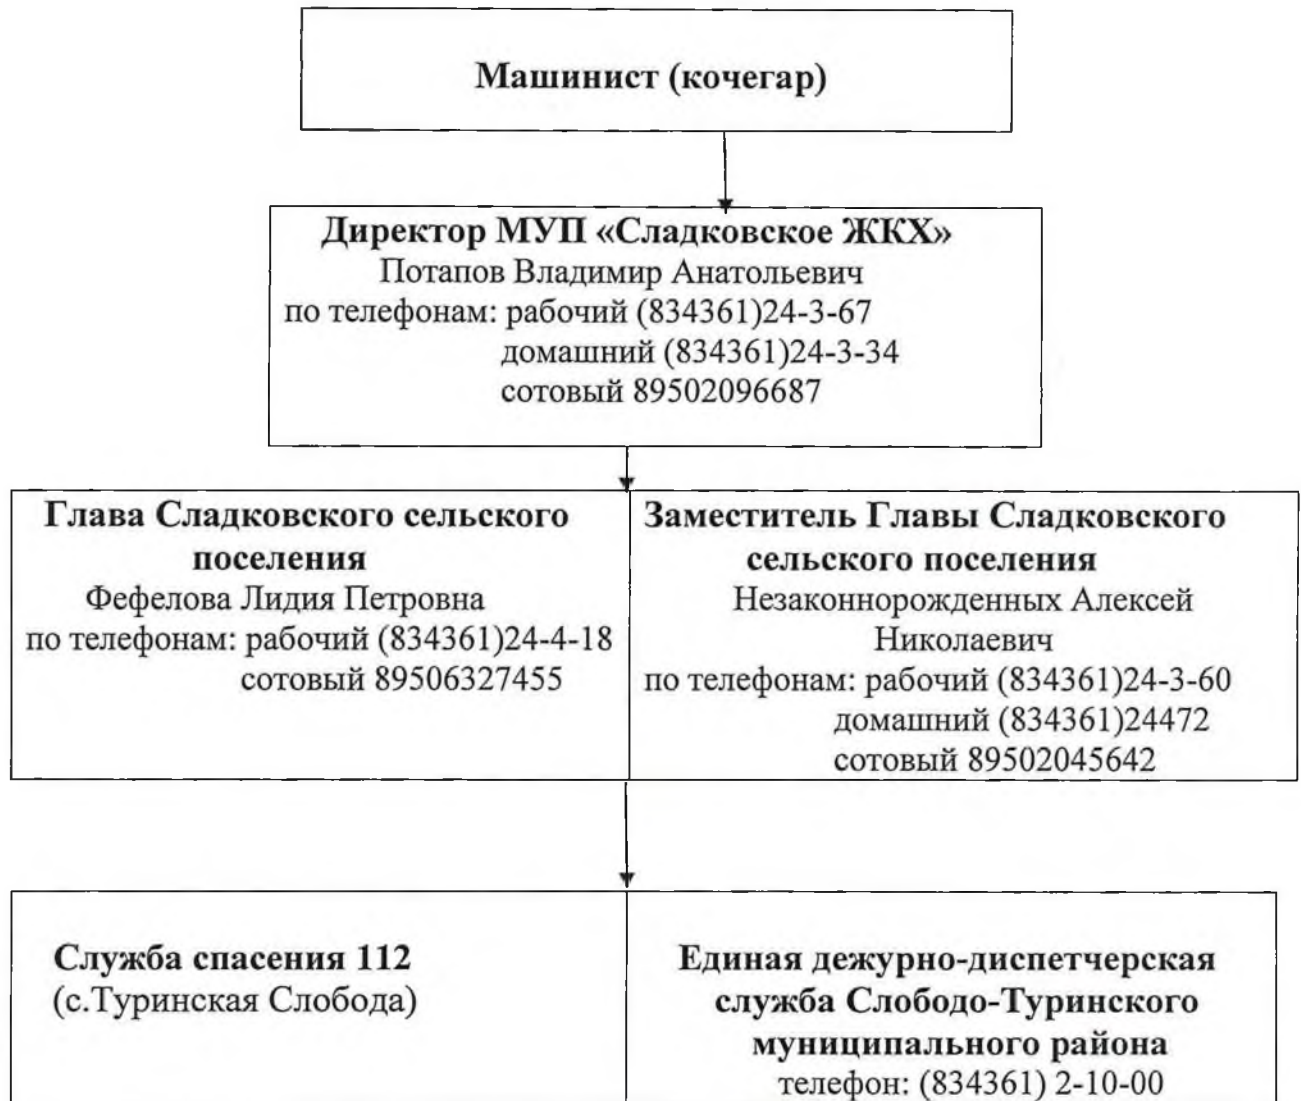 Машинист (кочегар)
Директор МУП «Сладковское ЖКХ»
Потапов Владимир Анатольевич
по телефонам: рабочий (834361)24-3-67
домашний (834361)24-3-34
сотовый 89502096687
Глава Сладковского сельского
поселения
Фефелова Лидия Петровна
по телефонам: рабочий (834361)24-4-18
сотовый 89506327455
Заместитель Главы Сладковского
сельского поселения
Незаконнорожденных Алексей
Николаевич
по телефонам: рабочий (834361)24-3-60
домашний (834361)24472
сотовый 89502045642
Служба спасения 112
(с.Туринская Слобода)
Единая дежурно-диспетчерская
служба Слободо-Туринского
муниципального района
телефон: (834361) 2-10-00